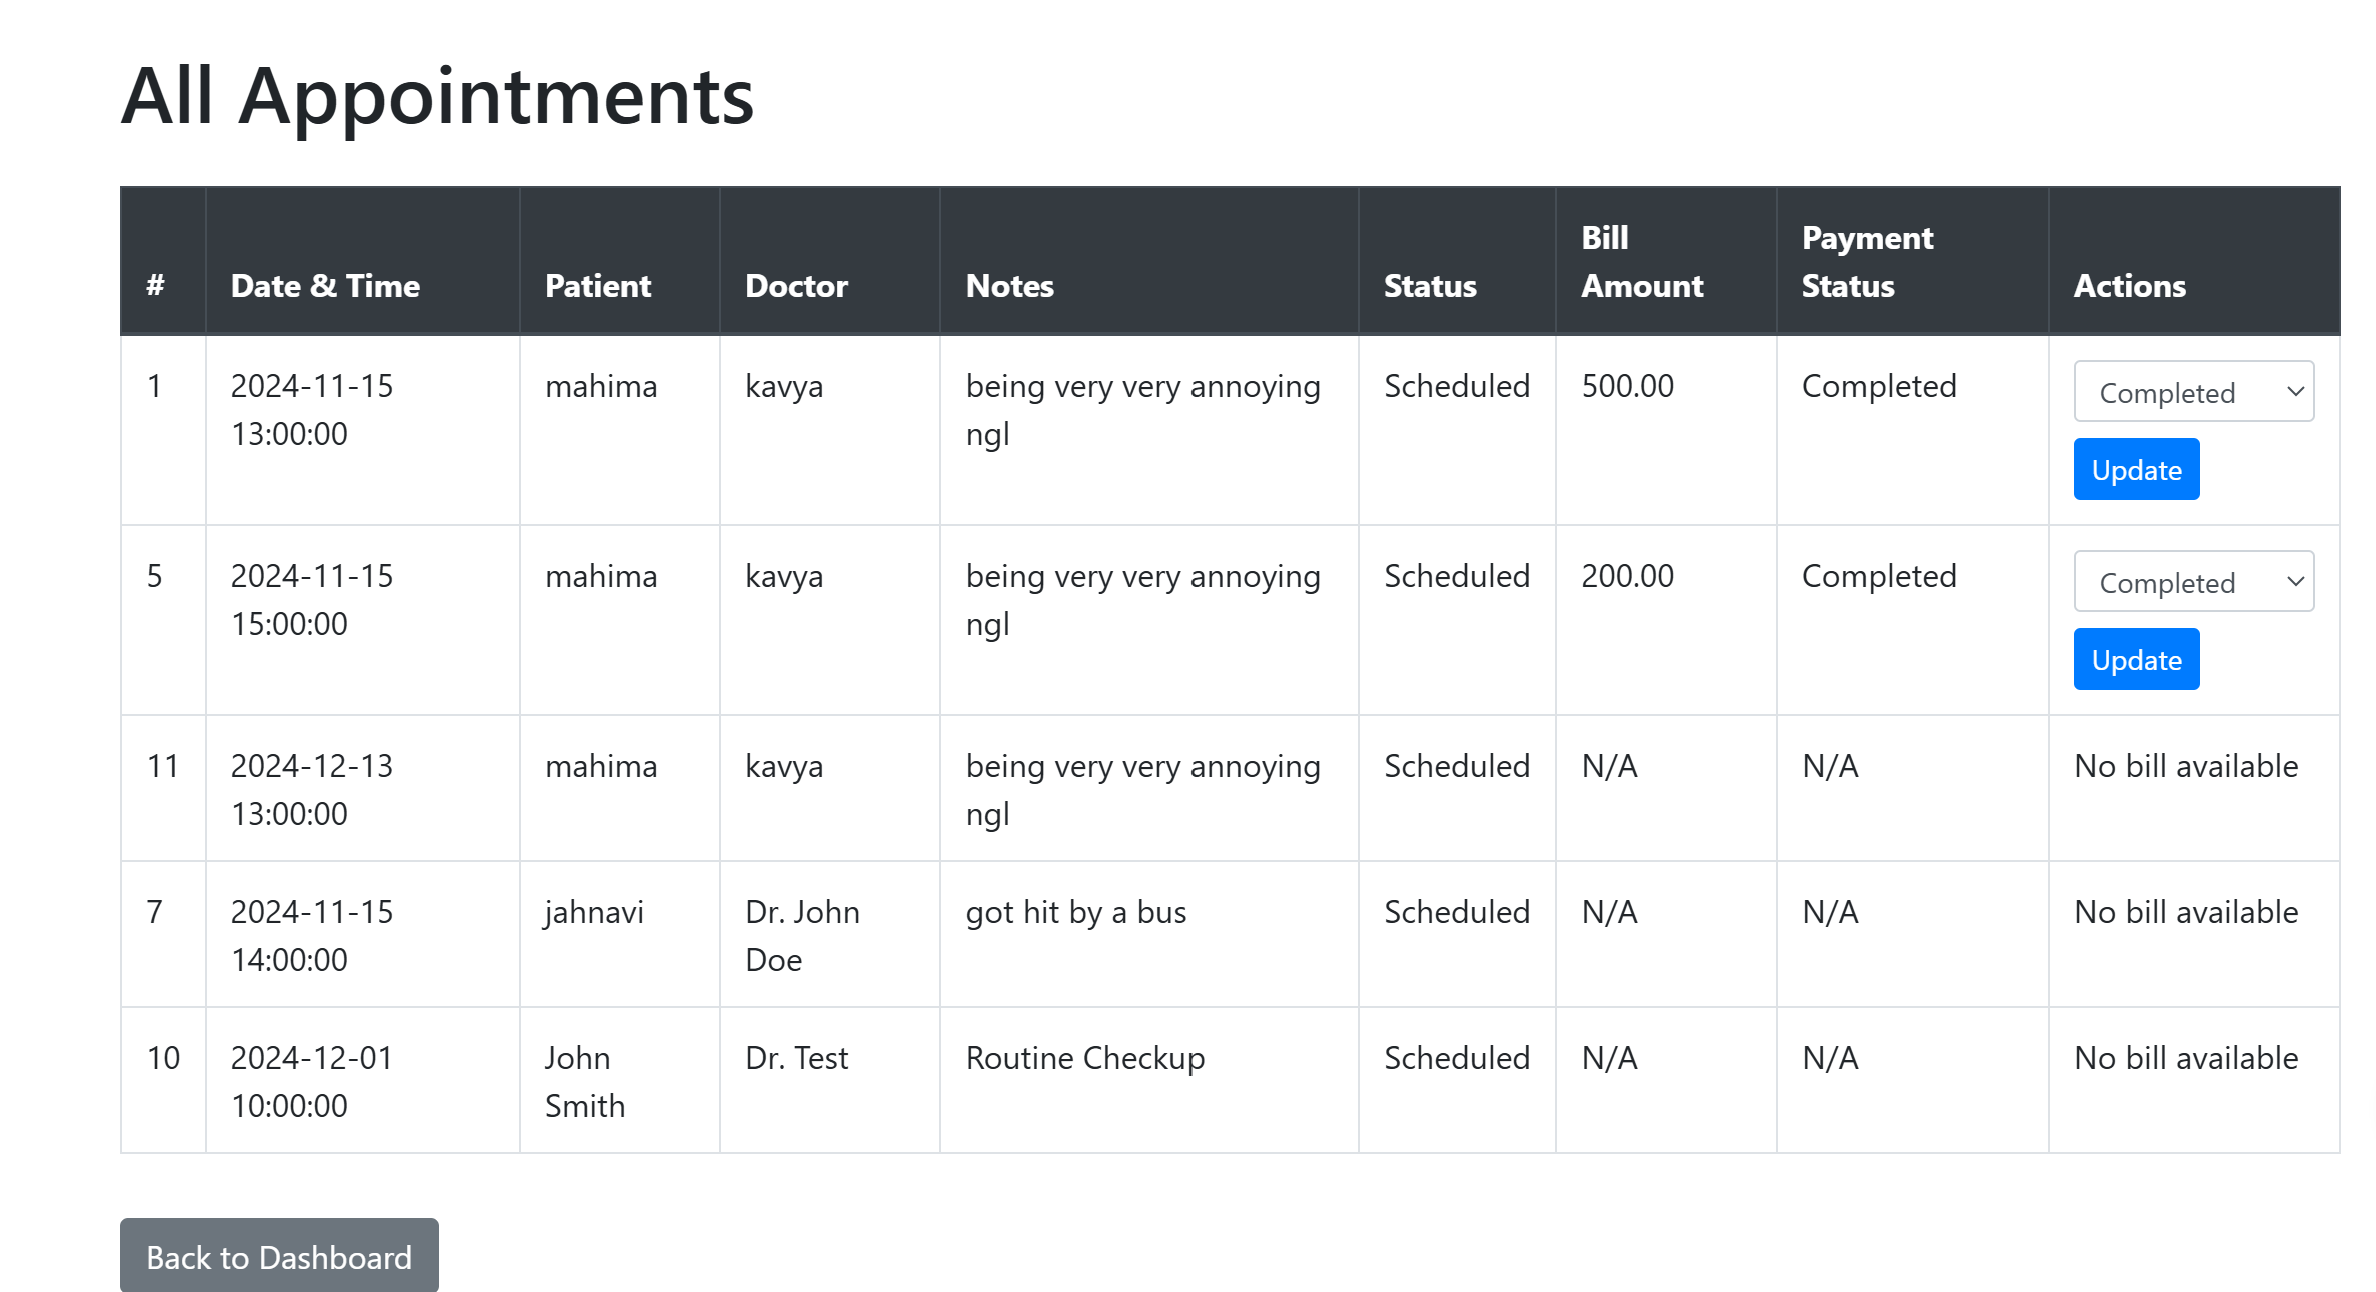 All Appointments
# Date & Time Patient Doctor Notes Status Bill Amount Payment Status Actions
1 2024-11-15 13:00:00 mahima kavya being very very annoying ngl Scheduled 500.00 Completed Completed
Update
5 2024-11-15 15:00:00 mahima kavya being very very annoying ngl Scheduled 200.00 Completed Completed
Update
11 2024-12-13 13:00:00 mahima kavya being very very annoying ngl Scheduled N/A N/A No bill available
7 2024-11-15 14:00:00 jahnavi Dr. John Doe got hit by a bus Scheduled N/A N/A No bill available
10 2024-12-01 10:00:00 John Smith Dr. Test Routine Checkup Scheduled N/A N/A No bill available
Back to Dashboard